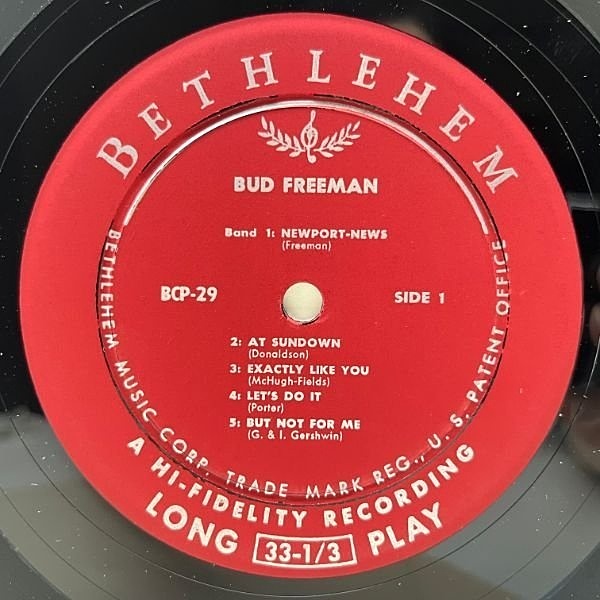 BETHLEHEM
BUD FREEMAN
Band 1: NEWPORT-NEWS
(Freeman)
BCP-29
SIDE 1
2: AT SUNDOWN
(Donaldson)
3: EXACTLY LIKE YOU
(McHugh-Fields)
4: LET'S DO IT
(Porter)
5: BUT NOT FOR ME
(G. & I. Gershwin)
BETHLEHEM MUSIC CORP. TRADE MARK REG., U. S. PATENT OFFICE
A HI-FIDELITY RECORDING
LONG 33-1/3 PLAY